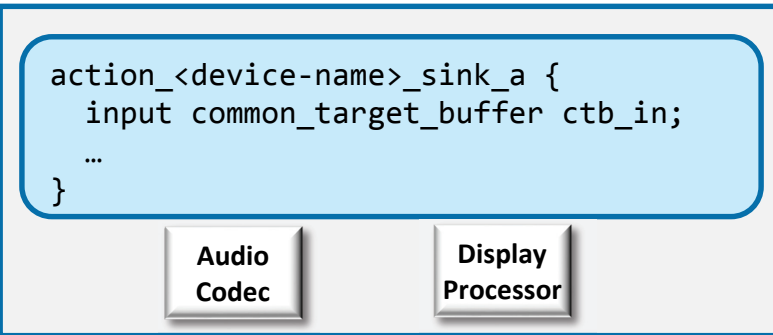 action_<device-name>_sink_a {
input common_target_buffer ctb_in;
…
}
Audio
Codec
Display
Processor